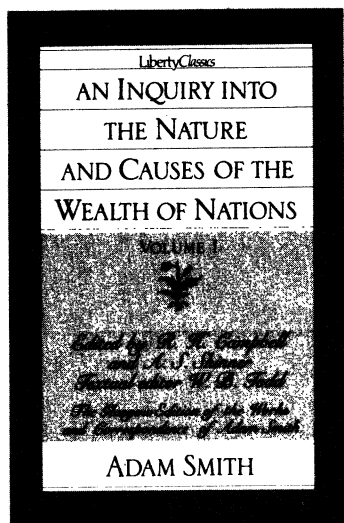 LibertyClassics
AN INQUIRY INTO
THE NATURE
AND CAUSES OF THE
WEALTH OF NATIONS
VOLUME I
Edited by R. H. Campbell
and A. S. Skinner
Textual editor W. B. Todd
The Glasgow Edition of the Works
and Correspondence of Adam Smith
ADAM SMITH